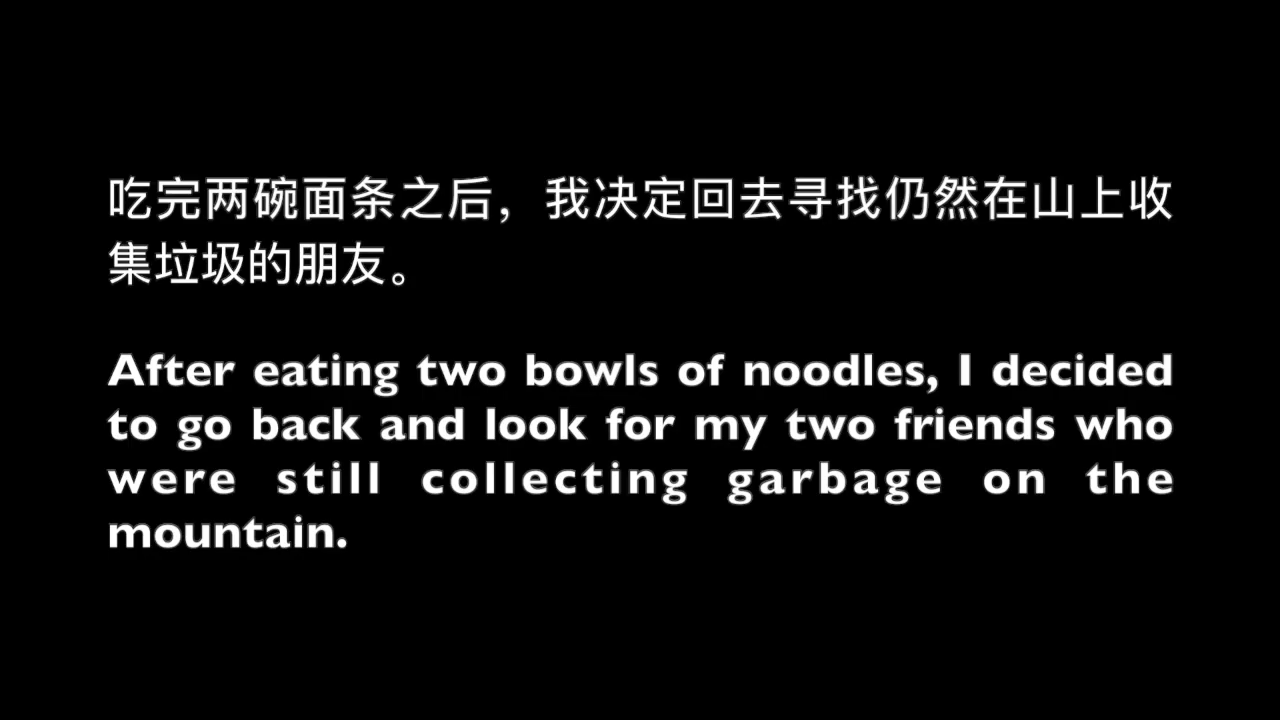 吃完两碗面条之后，我决定回去寻找仍然在山上收
集垃圾的朋友。
After eating two bowls of noodles, I decided
to go back and look for my two friends who
were still collecting garbage on the
mountain.